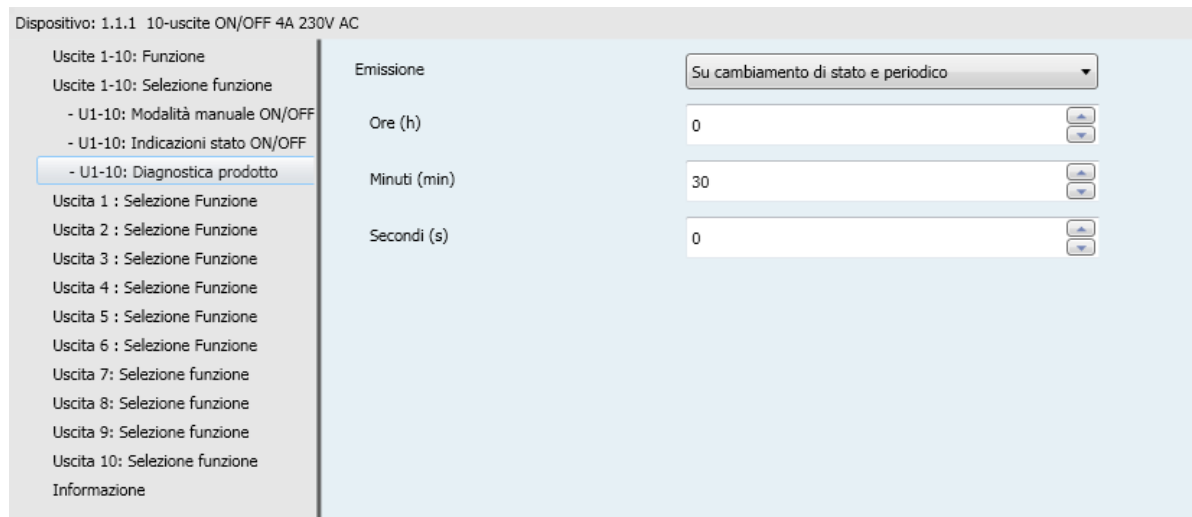 Dispositivo: 1.1.1 10-uscite ON/OFF 4A 230V AC
Uscite 1-10: Funzione
Uscite 1-10: Selezione funzione
- U1-10: Modalità manuale ON/OFF
- U1-10: Indicazioni stato ON/OFF
- U1-10: Diagnostica prodotto
Uscita 1 : Selezione Funzione
Uscita 2 : Selezione Funzione
Uscita 3 : Selezione Funzione
Uscita 4 : Selezione Funzione
Uscita 5 : Selezione Funzione
Uscita 6 : Selezione Funzione
Uscita 7: Selezione funzione
Uscita 8: Selezione funzione
Uscita 9: Selezione funzione
Uscita 10: Selezione funzione
Informazione
Emissione Su cambiamento di stato e periodico
Ore (h) 0
Minuti (min) 30
Secondi (s) 0